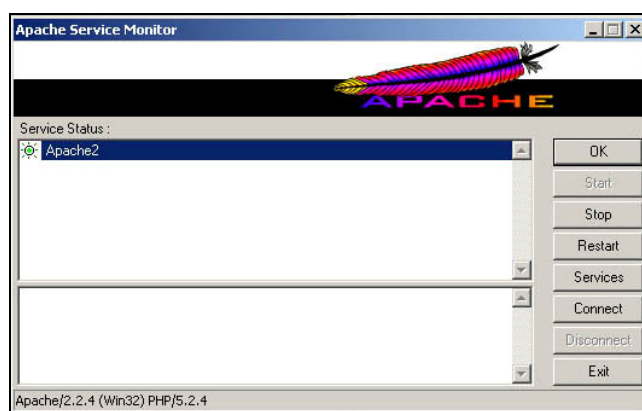 Apache Service Monitor
APACHE
Service Status :
Apache2
OK
Start
Stop
Restart
Services
Connect
Disconnect
Exit
Apache/2.2.4 (Win32) PHP/5.2.4